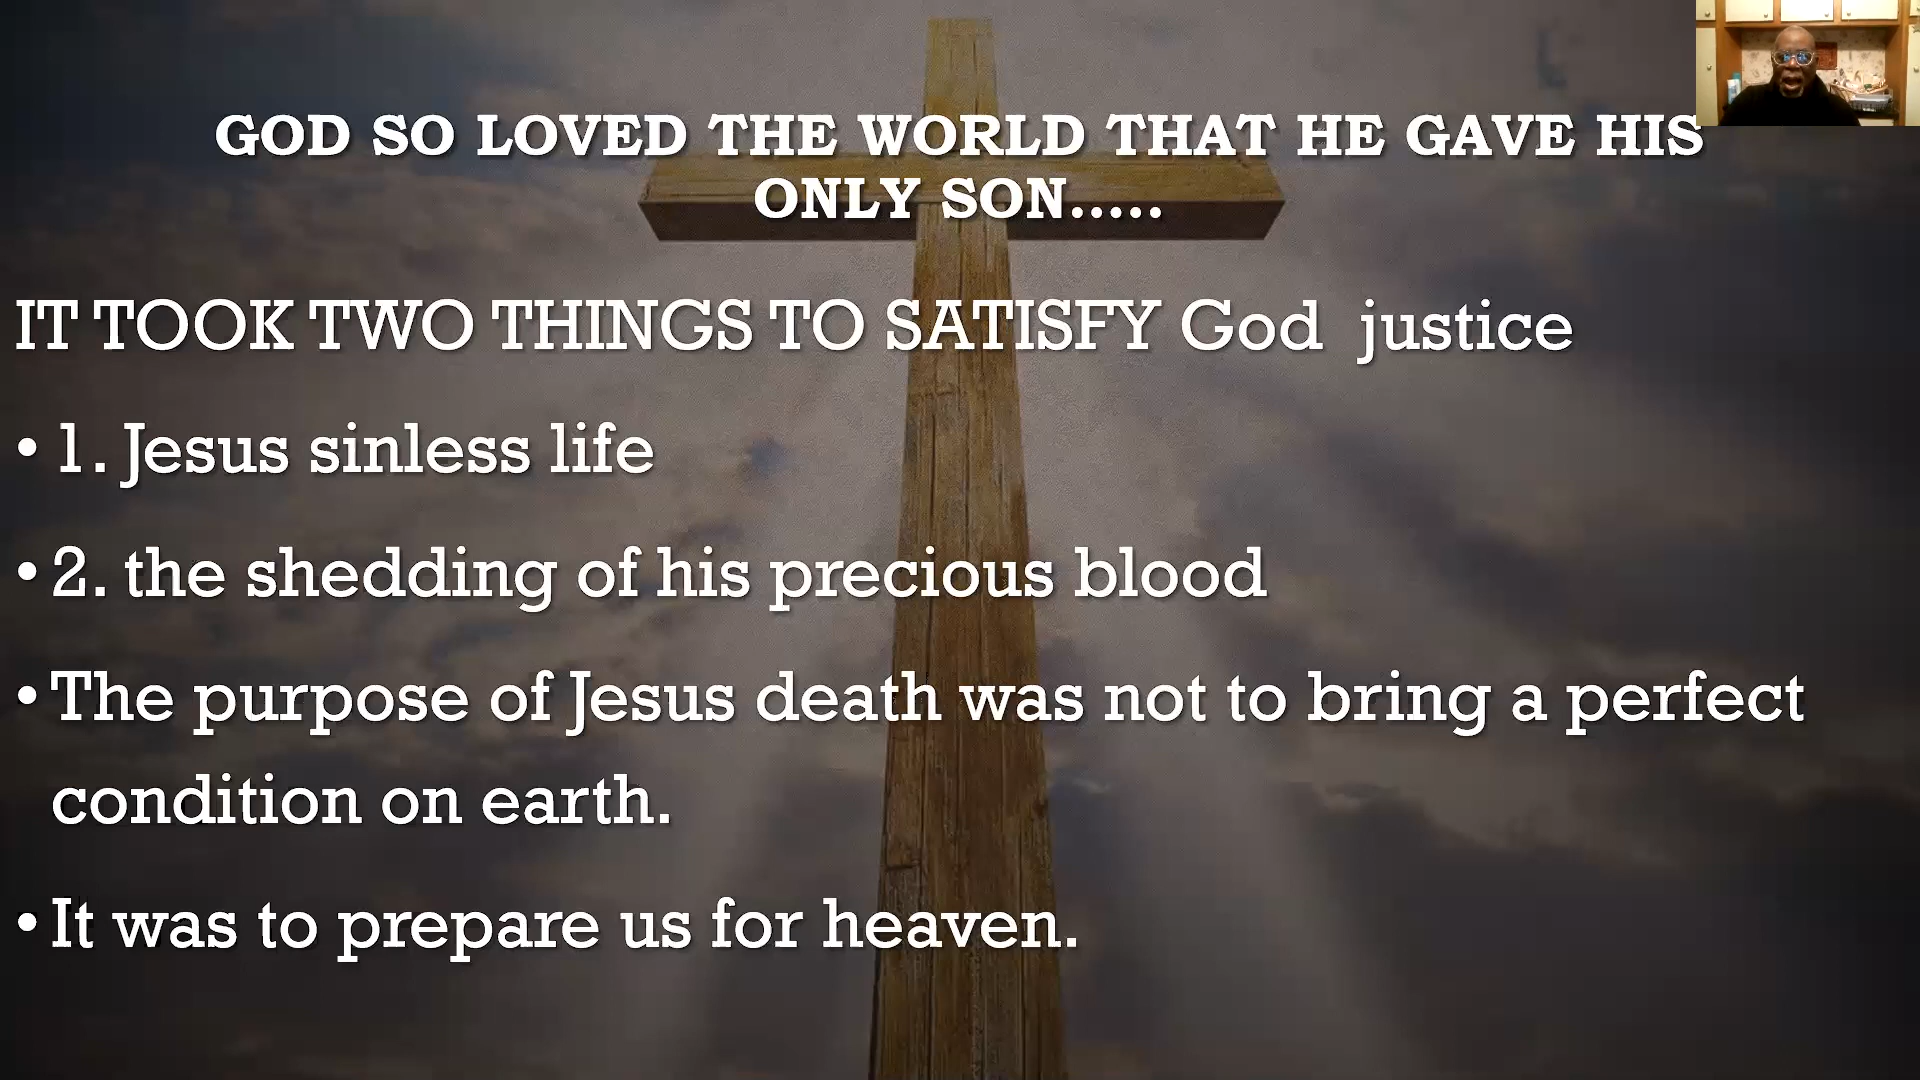 GOD SO LOVED THE WORLD THAT HE GAVE HIS
ONLY SON.....
IT TOOK TWO THINGS TO SATISFY God justice
• 1. Jesus sinless life
• 2. the shedding of his precious blood
• The purpose of Jesus death was not to bring a perfect
condition on earth.
• It was to prepare us for heaven.